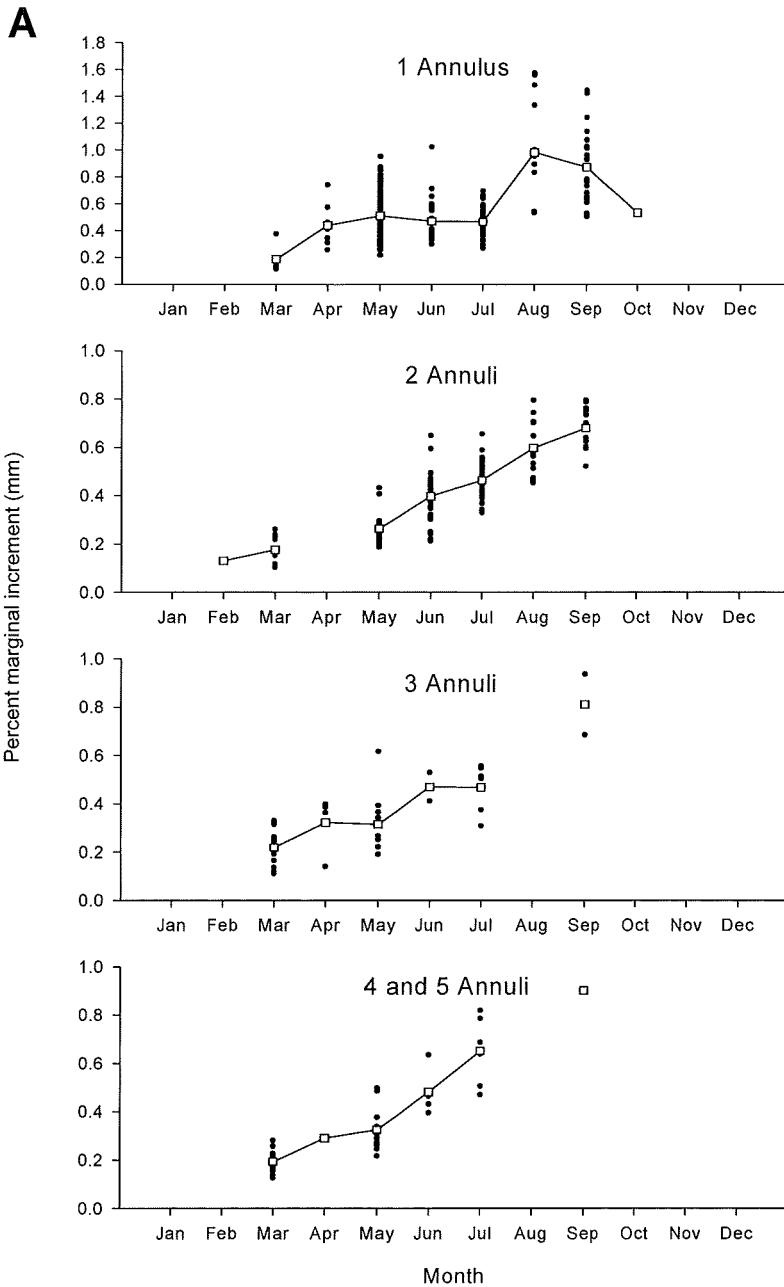 A
1 Annulus
1.8
1.6
1.4
1.2
1.0
0.8
0.6
0.4
0.2
0.0
Jan Feb Mar Apr May Jun Jul Aug Sep Oct Nov Dec
2 Annuli
1.0
0.8
0.6
0.4
0.2
0.0
Jan Feb Mar Apr May Jun Jul Aug Sep Oct Nov Dec
3 Annuli
1.0
0.8
0.6
0.4
0.2
0.0
Jan Feb Mar Apr May Jun Jul Aug Sep Oct Nov Dec
4 and 5 Annuli
1.0
0.8
0.6
0.4
0.2
0.0
Jan Feb Mar Apr May Jun Jul Aug Sep Oct Nov Dec
Month
Percent marginal increment (mm)